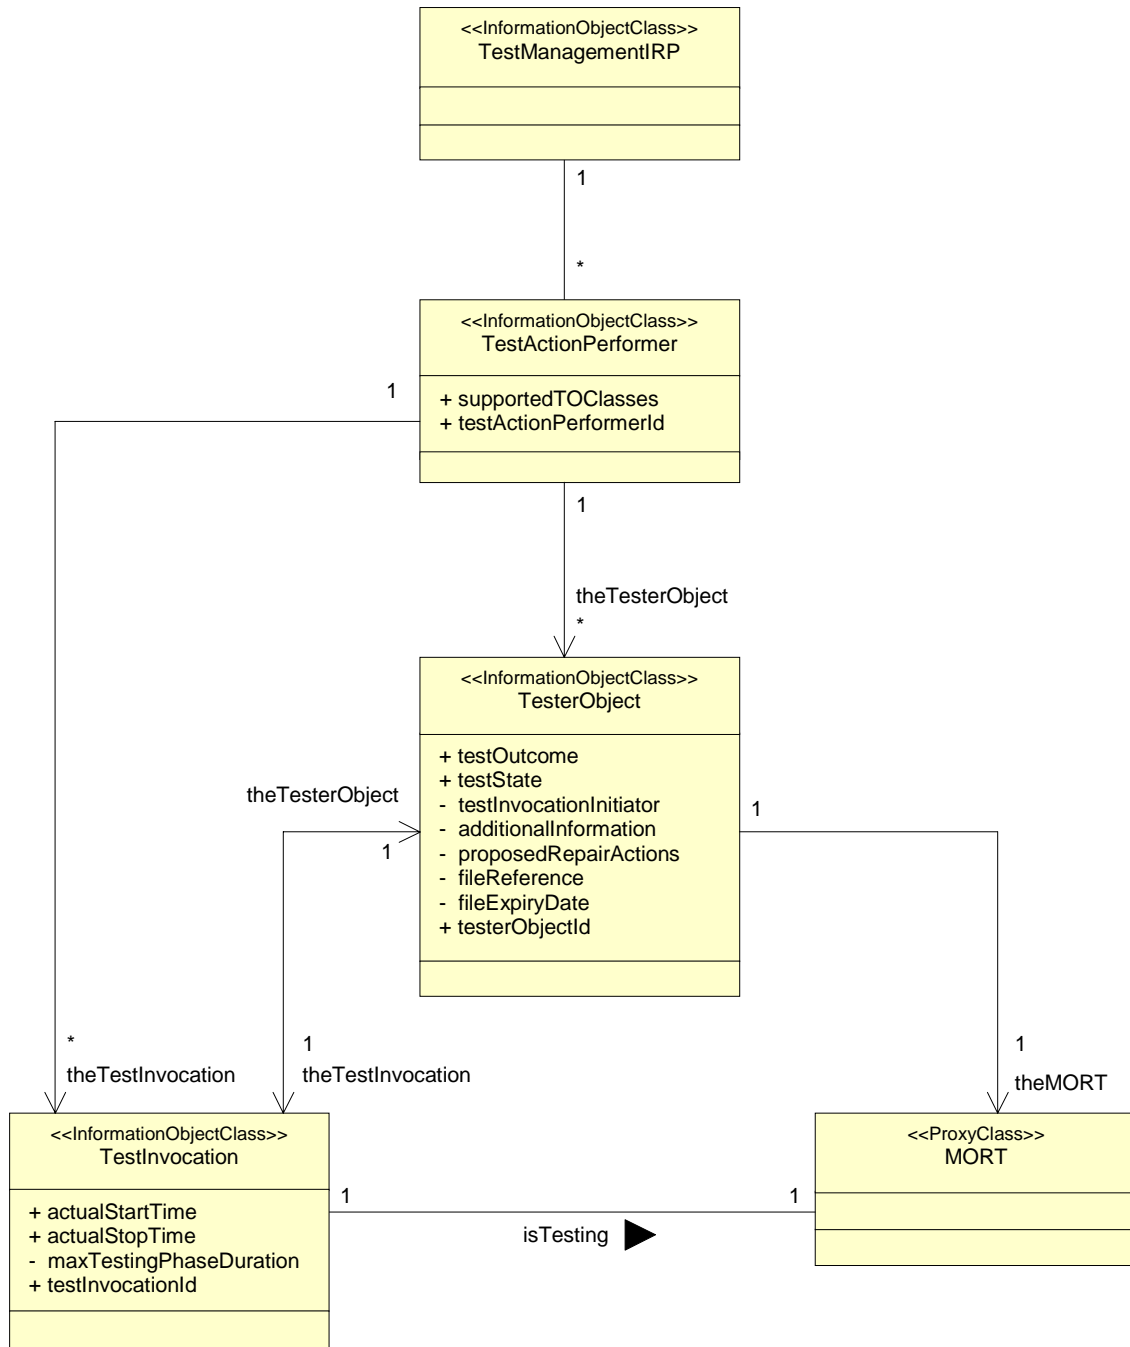 <<InformationObjectClass>>
TestManagementIRP
1
*
<<InformationObjectClass>>
TestActionPerformer
+ supportedTOClasses
+ testActionPerformerId
1
1
theTesterObject
*
<<InformationObjectClass>>
TesterObject
+ testOutcome
+ testState
- testInvocationInitiator
- additionalInformation
- proposedRepairActions
- fileReference
- fileExpiryDate
+ testerObjectId
theTesterObject
1
1
*
theTestInvocation
1
theTestInvocation
1
theMORT
<<InformationObjectClass>>
TestInvocation
+ actualStartTime
+ actualStopTime
- maxTestingPhaseDuration
+ testInvocationId
1
isTesting
1
<<ProxyClass>>
MORT